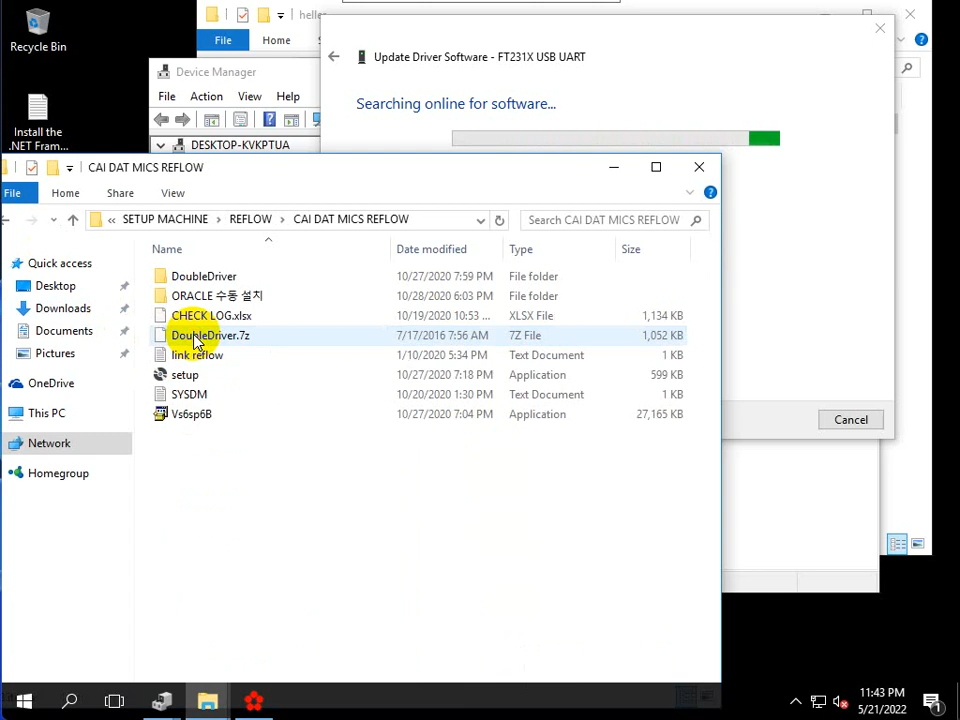 Recycle Bin
Install the
.NET Fram...
File
Home
Device Manager
File Action View Help
DESKTOP-KVKPTUA
Update Driver Software - FT231X USB UART
Searching online for software...
Cancel
CAI DAT MICS REFLOW
File Home Share View
« SETUP MACHINE › REFLOW › CAI DAT MICS REFLOW
Search CAI DAT MICS REFLOW
Name Date modified Type Size
Quick access
Desktop
Downloads
Documents
Pictures
OneDrive
This PC
Network
Homegroup
DoubleDriver 10/27/2020 7:59 PM File folder
ORACLE 수동 설치 10/28/2020 6:03 PM File folder
CHECK LOG.xlsx 10/19/2020 10:53 ... XLSX File 1,134 KB
DoubleDriver.7z 7/17/2016 7:56 AM 7Z File 1,052 KB
link reflow 1/10/2020 5:34 PM Text Document 1 KB
setup 10/27/2020 7:18 PM Application 599 KB
SYSDM 10/20/2020 1:30 PM Text Document 1 KB
Vs6sp6B 10/27/2020 7:04 PM Application 27,165 KB
11:43 PM
5/21/2022
1